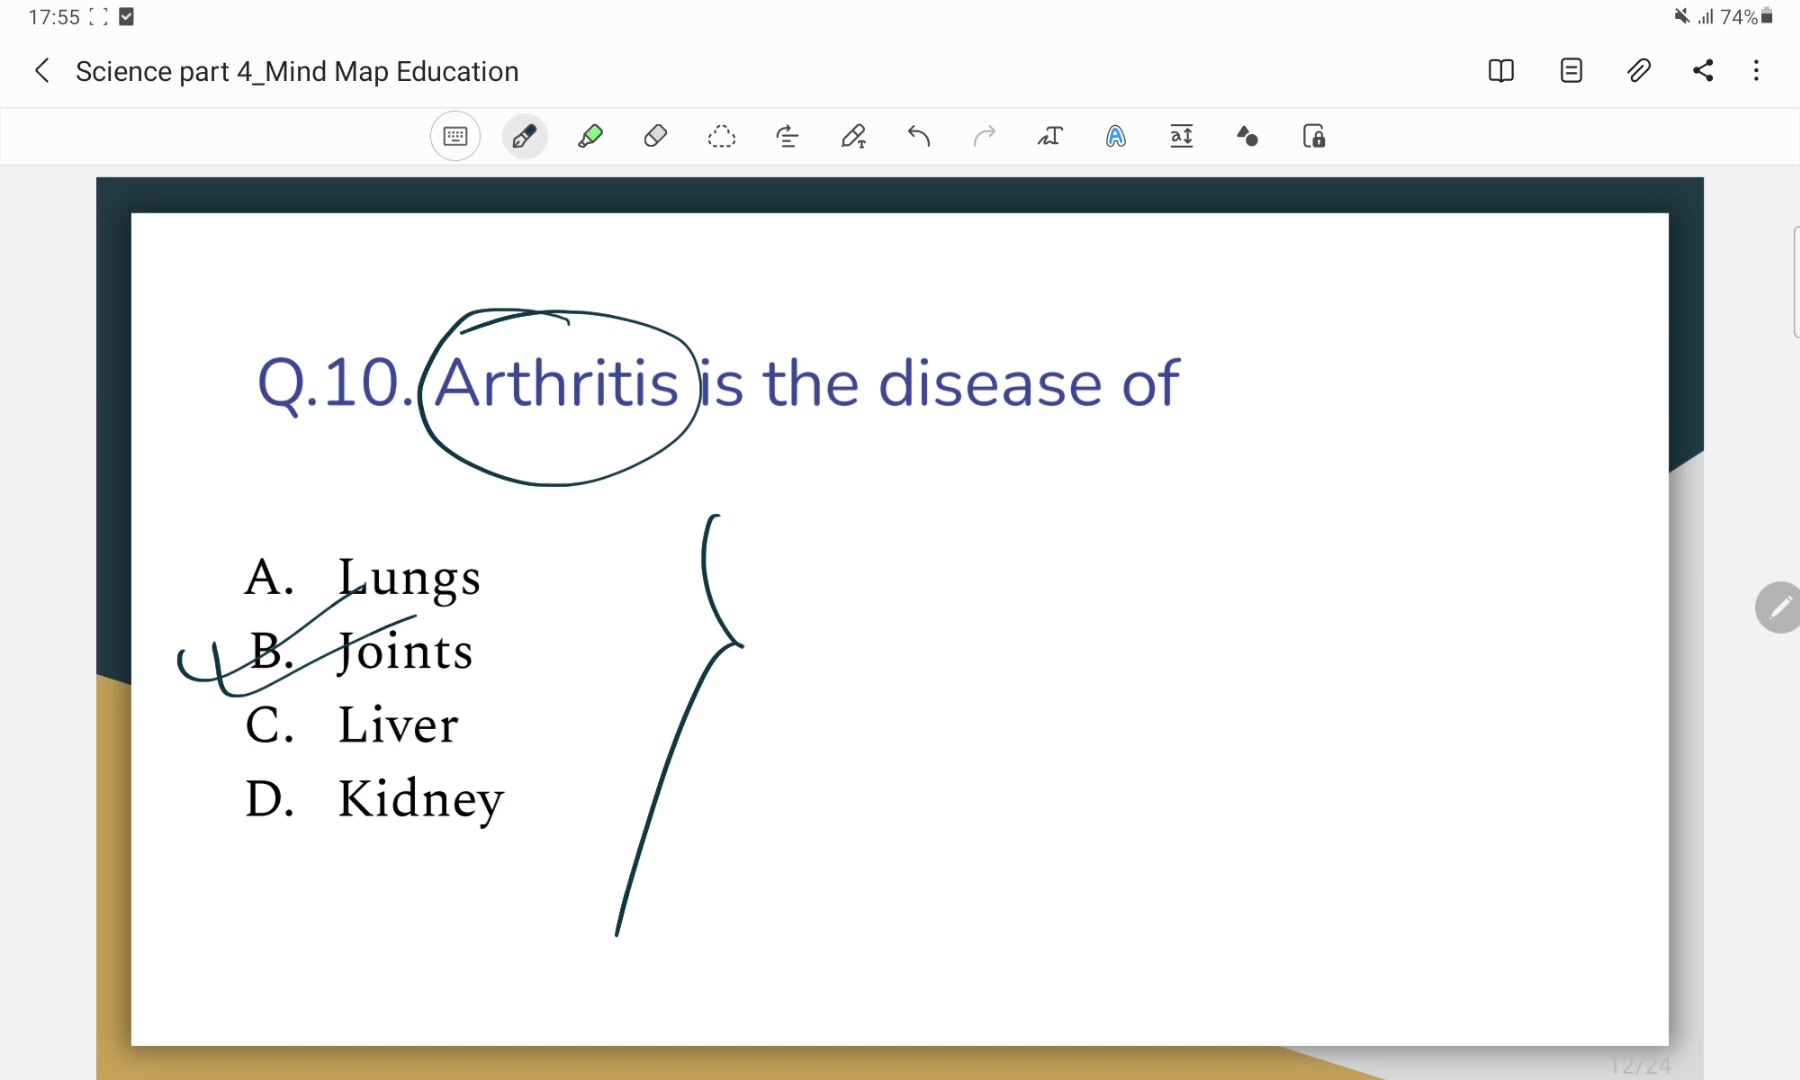 17:55
74%
Science part 4_Mind Map Education
Q.10. Arthritis is the disease of
A. Lungs
B. Joints
C. Liver
D. Kidney
12/24